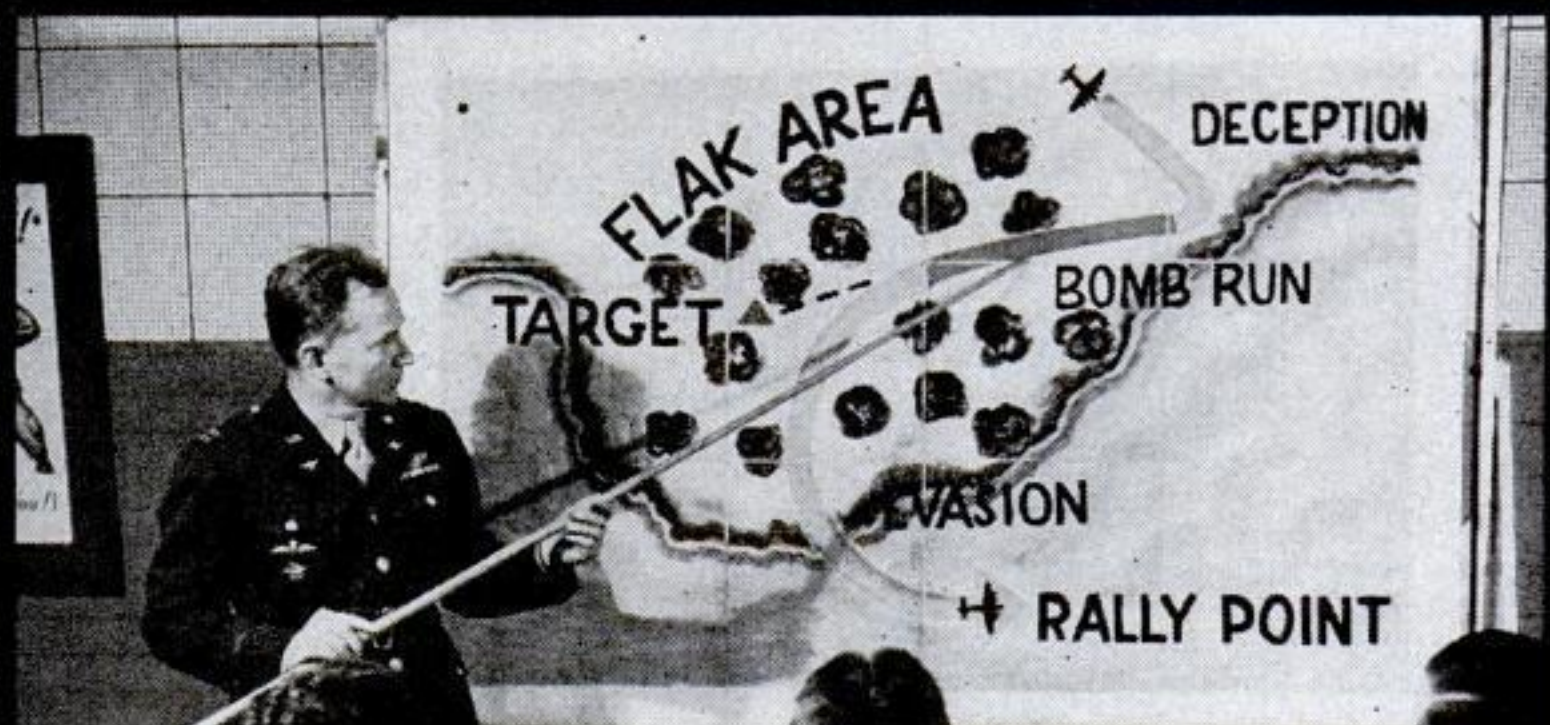 FLAK AREA
DECEPTION
TARGET
BOMB RUN
EVASION
RALLY POINT